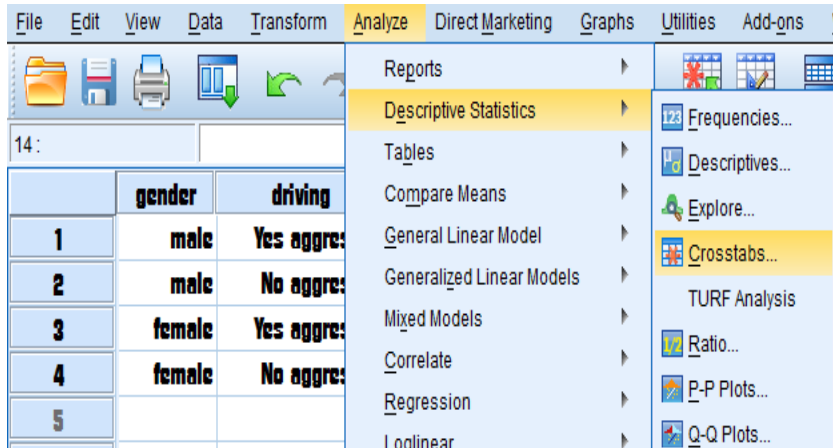 File Edit View Data Transform Analyze Direct Marketing Graphs Utilities Add-ons
Reports
Descriptive Statistics
Tables
Compare Means
General Linear Model
Generalized Linear Models
Mixed Models
Correlate
Regression
Loglinear
123 Frequencies...
Descriptives...
Explore...
Crosstabs...
TURF Analysis
1/2 Ratio...
P-P Plots...
Q-Q Plots...
14 :
gender driving
1 male Yes aggres
2 male No aggres
3 female Yes aggres
4 female No aggres
5